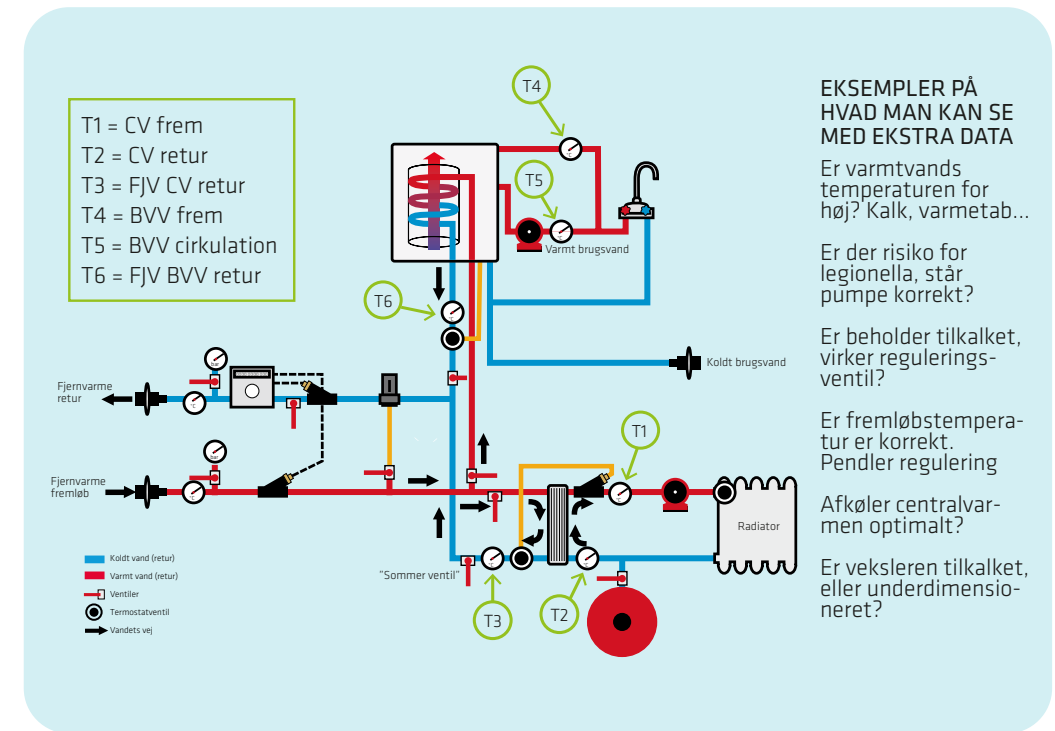 T1 = CV frem
T2 = CV retur
T3 = FJV CV retur
T4 = BVV frem
T5 = BVV cirkulation
T6 = FJV BVV retur
T4
T5
T6
T1
T3
T2
°C
°C
°C
°C
°C
°C
°C
°C
bar
bar
Varmt brugsvand
Koldt brugsvand
Fjernvarme
retur
Fjernvarme
fremløb
Radiator
"Sommer ventil"
Koldt vand (retur)
Varmt vand (retur)
Ventiler
Termostatventil
Vandets vej
EKSEMPLER PÅ
HVAD MAN KAN SE
MED EKSTRA DATA
Er varmtvands
temperaturen for
høj? Kalk, varmetab...
Er der risiko for
legionella, står
pumpe korrekt?
Er beholder tilkalket,
virker regulerings-
ventil?
Er fremløbstempera-
tur er korrekt.
Pendler regulering
Afkøler centralvar-
men optimalt?
Er veksleren tilkalket,
eller underdimensio-
neret?